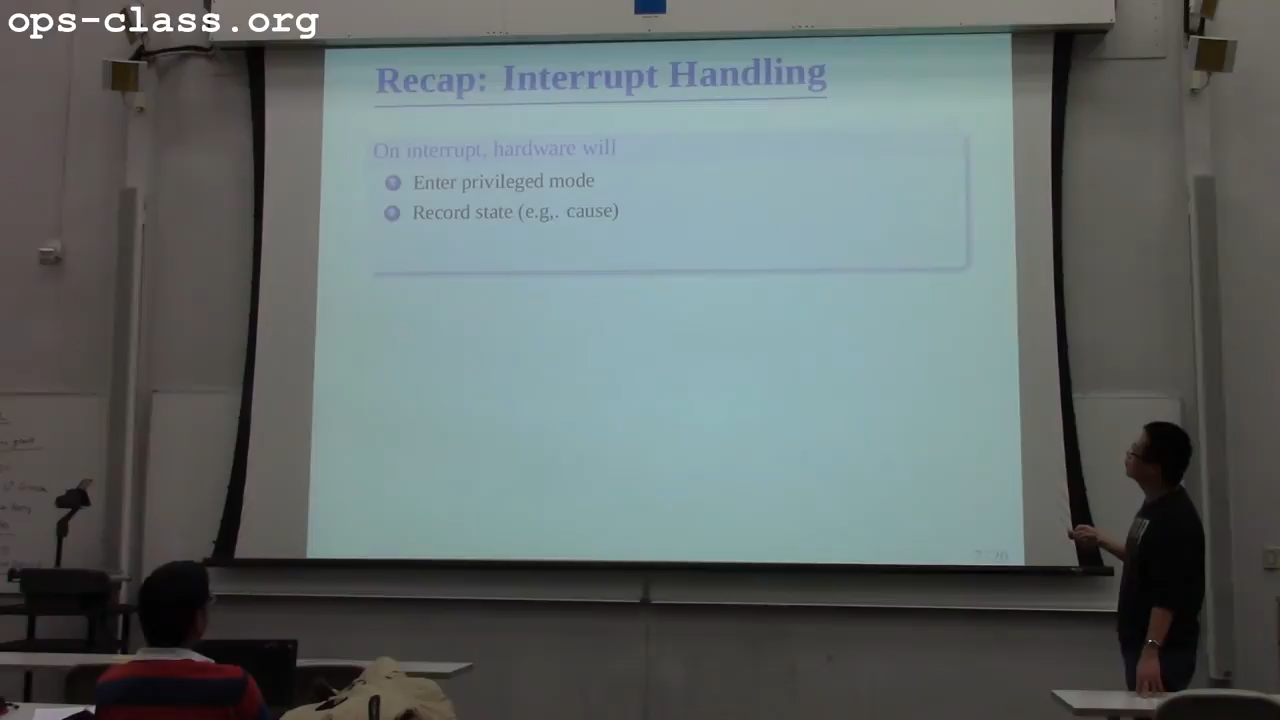 ops-class.org
Recap: Interrupt Handling
On interrupt, hardware will
Enter privileged mode
Record state (e.g,. cause)